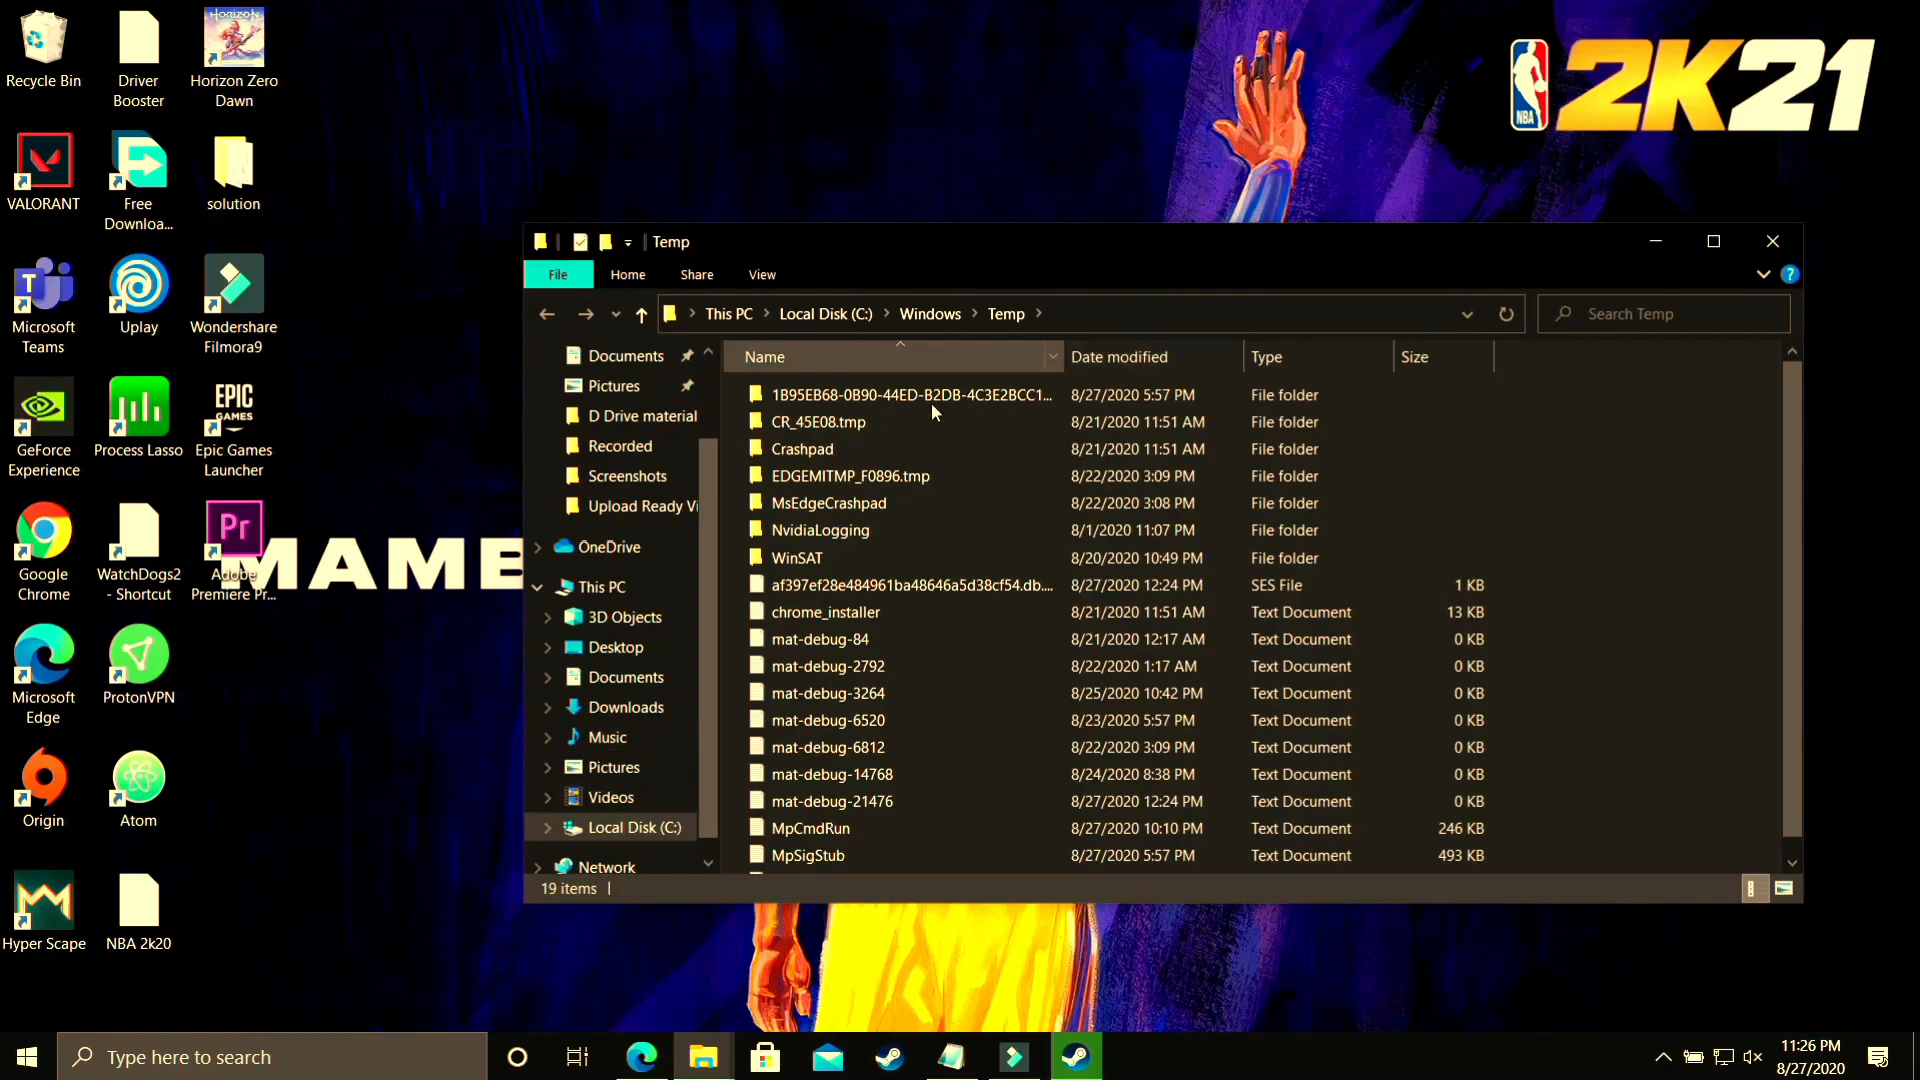 Recycle Bin
Driver
Booster
Horizon Zero
Dawn
VALORANT
Free
Downloa...
solution
Microsoft
Teams
Uplay
Wondershare
Filmora9
GeForce
Experience
Process Lasso
EPIC
GAMES
Epic Games
Launcher
Google
Chrome
WatchDogs2
- Shortcut
Pr
Adobe
Premiere Pr...
Microsoft
Edge
ProtonVPN
Origin
Atom
Hyper Scape
NBA 2k20
HORIZON
MAMB
NBA
2K21
Temp
File
Home
Share
View
This PC
Local Disk (C:)
Windows
Temp
Search Temp
Documents
Pictures
D Drive material
Recorded
Screenshots
Upload Ready Vi
OneDrive
This PC
3D Objects
Desktop
Documents
Downloads
Music
Pictures
Videos
Local Disk (C:)
Network
Name Date modified Type Size
1B95EB68-0B90-44ED-B2DB-4C3E2BCC1... 8/27/2020 5:57 PM File folder
CR_45E08.tmp 8/21/2020 11:51 AM File folder
Crashpad 8/21/2020 11:51 AM File folder
EDGEMITMP_F0896.tmp 8/22/2020 3:09 PM File folder
MsEdgeCrashpad 8/22/2020 3:08 PM File folder
NvidiaLogging 8/1/2020 11:07 PM File folder
WinSAT 8/20/2020 10:49 PM File folder
af397ef28e484961ba48646a5d38cf54.db.... 8/27/2020 12:24 PM SES File 1 KB
chrome_installer 8/21/2020 11:51 AM Text Document 13 KB
mat-debug-84 8/21/2020 12:17 AM Text Document 0 KB
mat-debug-2792 8/22/2020 1:17 AM Text Document 0 KB
mat-debug-3264 8/25/2020 10:42 PM Text Document 0 KB
mat-debug-6520 8/23/2020 5:57 PM Text Document 0 KB
mat-debug-6812 8/22/2020 3:09 PM Text Document 0 KB
mat-debug-14768 8/24/2020 8:38 PM Text Document 0 KB
mat-debug-21476 8/27/2020 12:24 PM Text Document 0 KB
MpCmdRun 8/27/2020 10:10 PM Text Document 246 KB
MpSigStub 8/27/2020 5:57 PM Text Document 493 KB
19 items
Type here to search
11:26 PM
8/27/2020